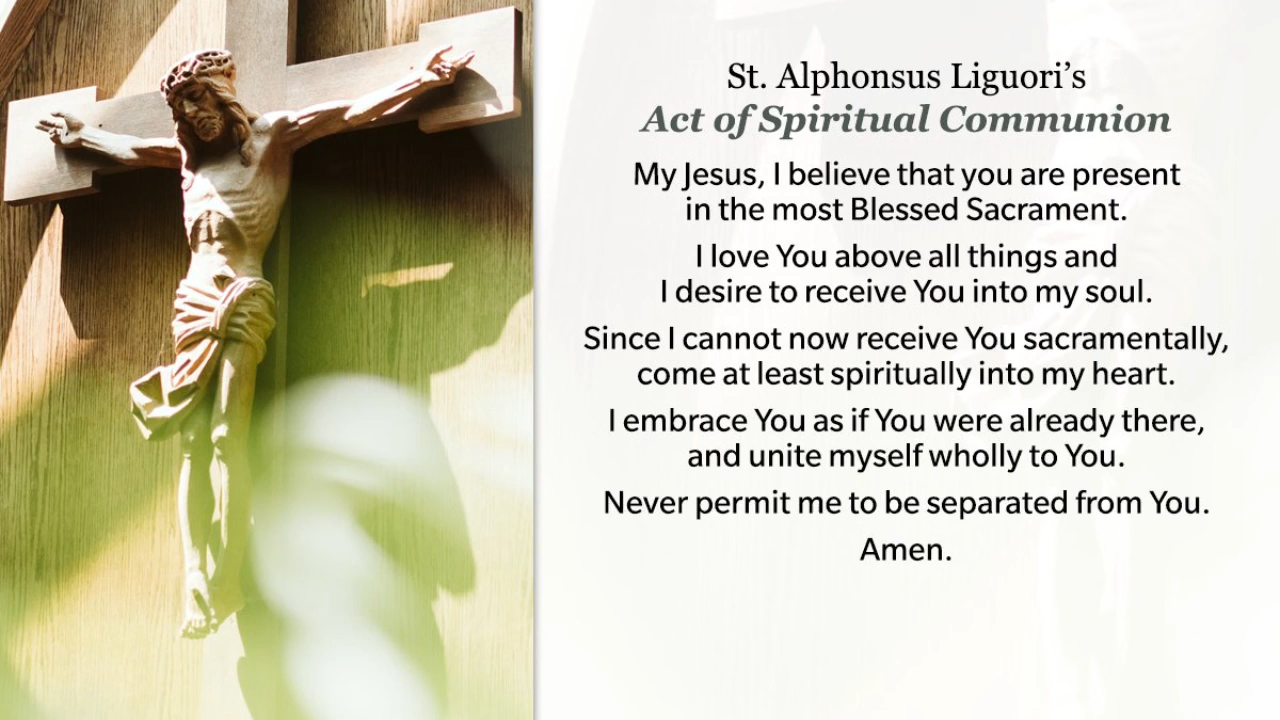 St. Alphonsus Liguori’s
Act of Spiritual Communion
My Jesus, I believe that you are present
in the most Blessed Sacrament.
I love You above all things and
I desire to receive You into my soul.
Since I cannot now receive You sacramentally,
come at least spiritually into my heart.
I embrace You as if You were already there,
and unite myself wholly to You.
Never permit me to be separated from You.
Amen.